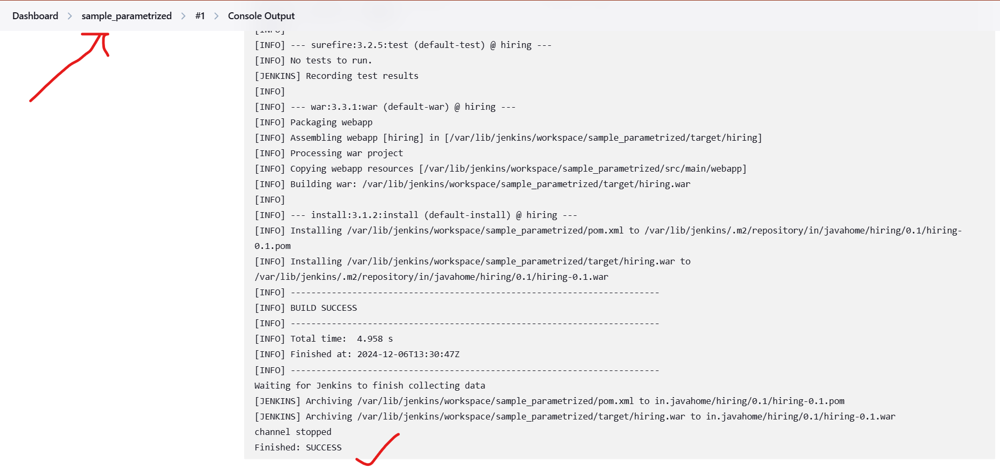 Dashboard > sample_parametrized > #1 > Console Output
[INFO]
[INFO] --- surefire:3.2.5:test (default-test) @ hiring ---
[INFO] No tests to run.
[JENKINS] Recording test results
[INFO]
[INFO] --- war:3.3.1:war (default-war) @ hiring ---
[INFO] Packaging webapp
[INFO] Assembling webapp [hiring] in [/var/lib/jenkins/workspace/sample_parametrized/target/hiring]
[INFO] Processing war project
[INFO] Copying webapp resources [/var/lib/jenkins/workspace/sample_parametrized/src/main/webapp]
[INFO] Building war: /var/lib/jenkins/workspace/sample_parametrized/target/hiring.war
[INFO]
[INFO] --- install:3.1.2:install (default-install) @ hiring ---
[INFO] Installing /var/lib/jenkins/workspace/sample_parametrized/pom.xml to /var/lib/jenkins/.m2/repository/in/javahome/hiring/0.1/hiring-
0.1.pom
[INFO] Installing /var/lib/jenkins/workspace/sample_parametrized/target/hiring.war to
/var/lib/jenkins/.m2/repository/in/javahome/hiring/0.1/hiring-0.1.war
[INFO] ------------------------------------------------------------------------
[INFO] BUILD SUCCESS
[INFO] ------------------------------------------------------------------------
[INFO] Total time:  4.958 s
[INFO] Finished at: 2024-12-06T13:30:47Z
[INFO] ------------------------------------------------------------------------
Waiting for Jenkins to finish collecting data
[JENKINS] Archiving /var/lib/jenkins/workspace/sample_parametrized/pom.xml to in.javahome/hiring/0.1/hiring-0.1.pom
[JENKINS] Archiving /var/lib/jenkins/workspace/sample_parametrized/target/hiring.war to in.javahome/hiring/0.1/hiring-0.1.war
channel stopped
Finished: SUCCESS